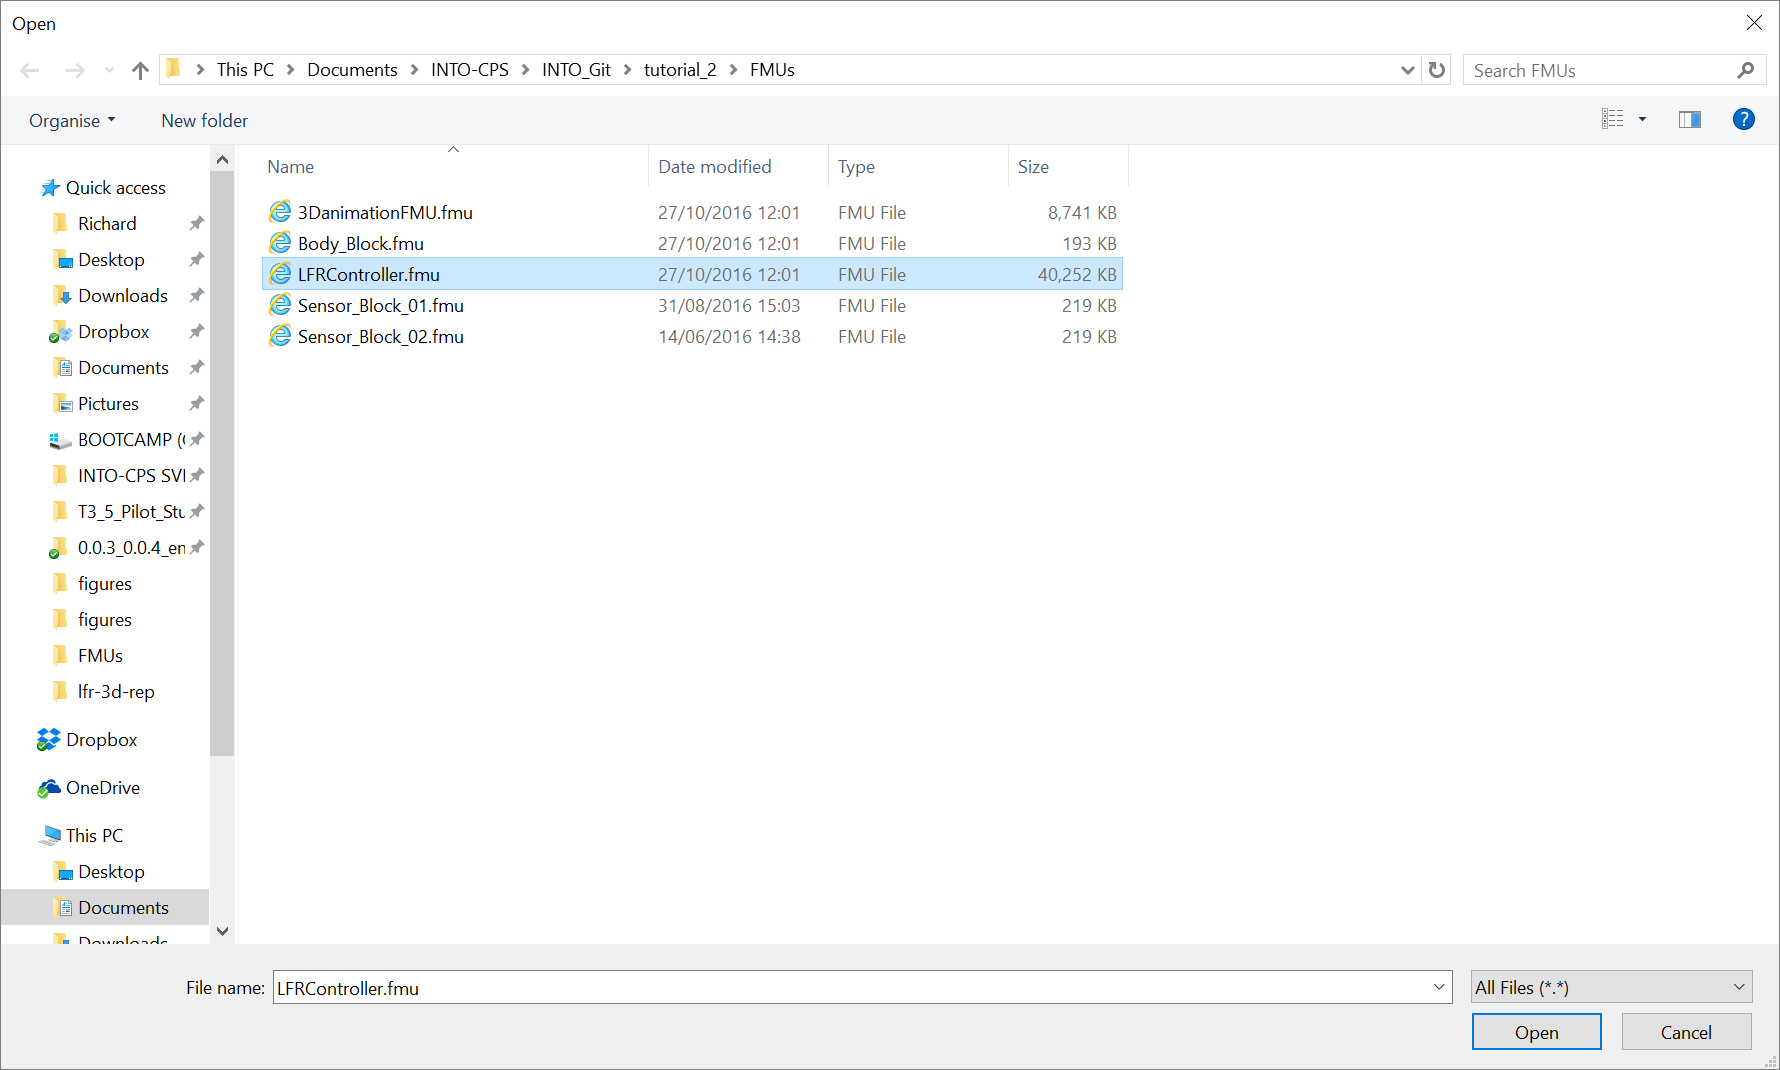 Open
This PC Documents INTO-CPS INTO_Git tutorial_2 FMUs
Search FMUs
Organise New folder
?
Name Date modified Type Size
3DanimationFMU.fmu 27/10/2016 12:01 FMU File 8,741 KB
Body_Block.fmu 27/10/2016 12:01 FMU File 193 KB
LFRController.fmu 27/10/2016 12:01 FMU File 40,252 KB
Sensor_Block_01.fmu 31/08/2016 15:03 FMU File 219 KB
Sensor_Block_02.fmu 14/06/2016 14:38 FMU File 219 KB
Quick access
Richard
Desktop
Downloads
Dropbox
Documents
Pictures
BOOTCAMP (
INTO-CPS SVI
T3_5_Pilot_Stu
0.0.3_0.0.4_en
figures
figures
FMUs
lfr-3d-rep
Dropbox
OneDrive
This PC
Desktop
Documents
Downloads
File name: LFRController.fmu
All Files (*.*)
Open Cancel